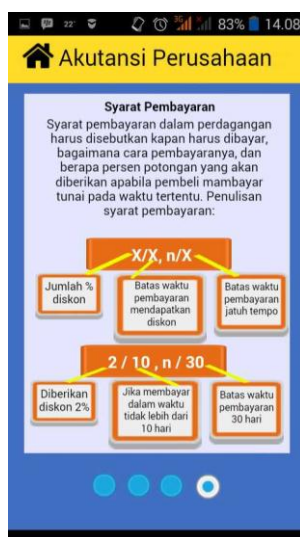 22°
3G
83%
14.08
Akutansi Perusahaan
Syarat Pembayaran
Syarat pembayaran dalam perdagangan
harus disebutkan kapan harus dibayar,
bagaimana cara pembayaranya, dan
berapa persen potongan yang akan
diberikan apabila pembeli mambayar
tunai pada waktu tertentu. Penulisan
syarat pembayaran:
X/X, n/X
Jumlah %
diskon
Batas waktu
pembayaran
mendapatkan
diskon
Batas waktu
pembayaran
jatuh tempo
2 / 10 , n / 30
Diberikan
diskon 2%
Jika membayar
dalam waktu
tidak lebih dari
10 hari
Batas waktu
pembayaran
30 hari